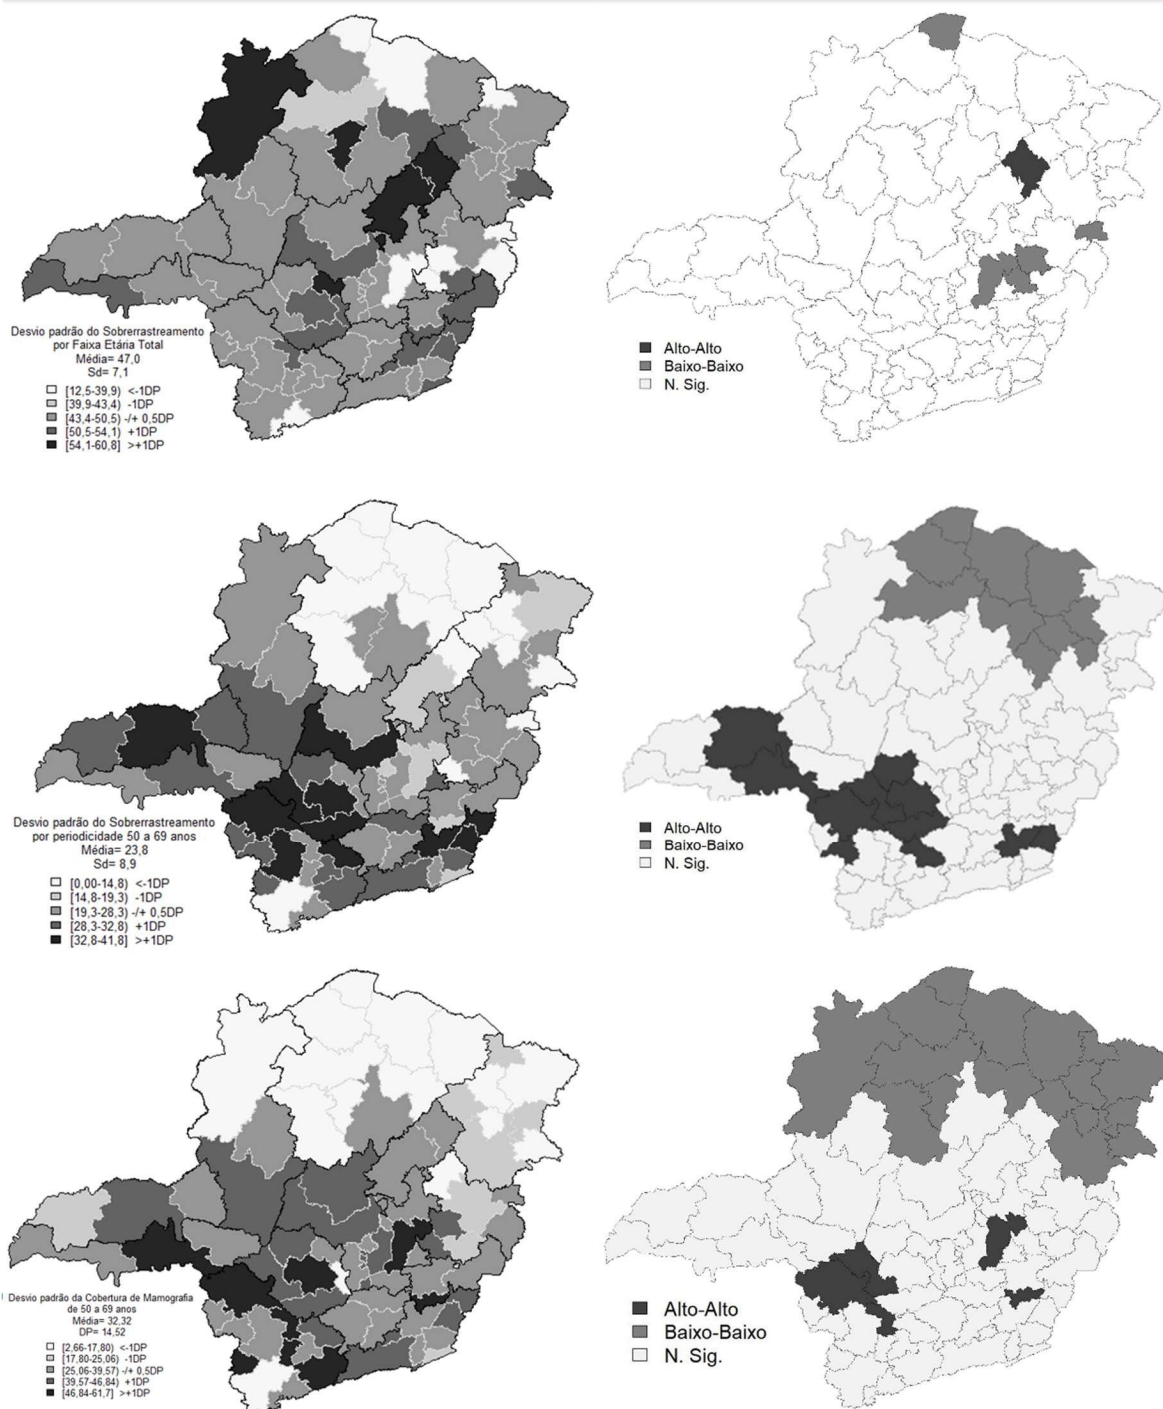 Desvio padrão do Sobrerrastreamento
por Faixa Etária Total
Média= 47,0
Sd= 7,1
[12,5-39,9) <-1DP
[39,9-43,4) -1DP
[43,4-50,5) -/+ 0,5DP
[50,5-54,1) +1DP
[54,1-60,8] >+1DP
Alto-Alto
Baixo-Baixo
N. Sig.
Desvio padrão do Sobrerrastreamento
por periodicidade 50 a 69 anos
Média= 23,8
Sd= 8,9
[0,00-14,8) <-1DP
[14,8-19,3) -1DP
[19,3-28,3) -/+ 0,5DP
[28,3-32,8) +1DP
[32,8-41,8] >+1DP
Alto-Alto
Baixo-Baixo
N. Sig.
Desvio padrão da Cobertura de Mamografia
de 50 a 69 anos
Média= 32,32
DP= 14,52
[2,66-17,80) <-1DP
[17,80-25,06) -1DP
[25,06-39,57) -/+ 0,5DP
[39,57-46,84) +1DP
[46,84-61,7] >+1DP
Alto-Alto
Baixo-Baixo
N. Sig.